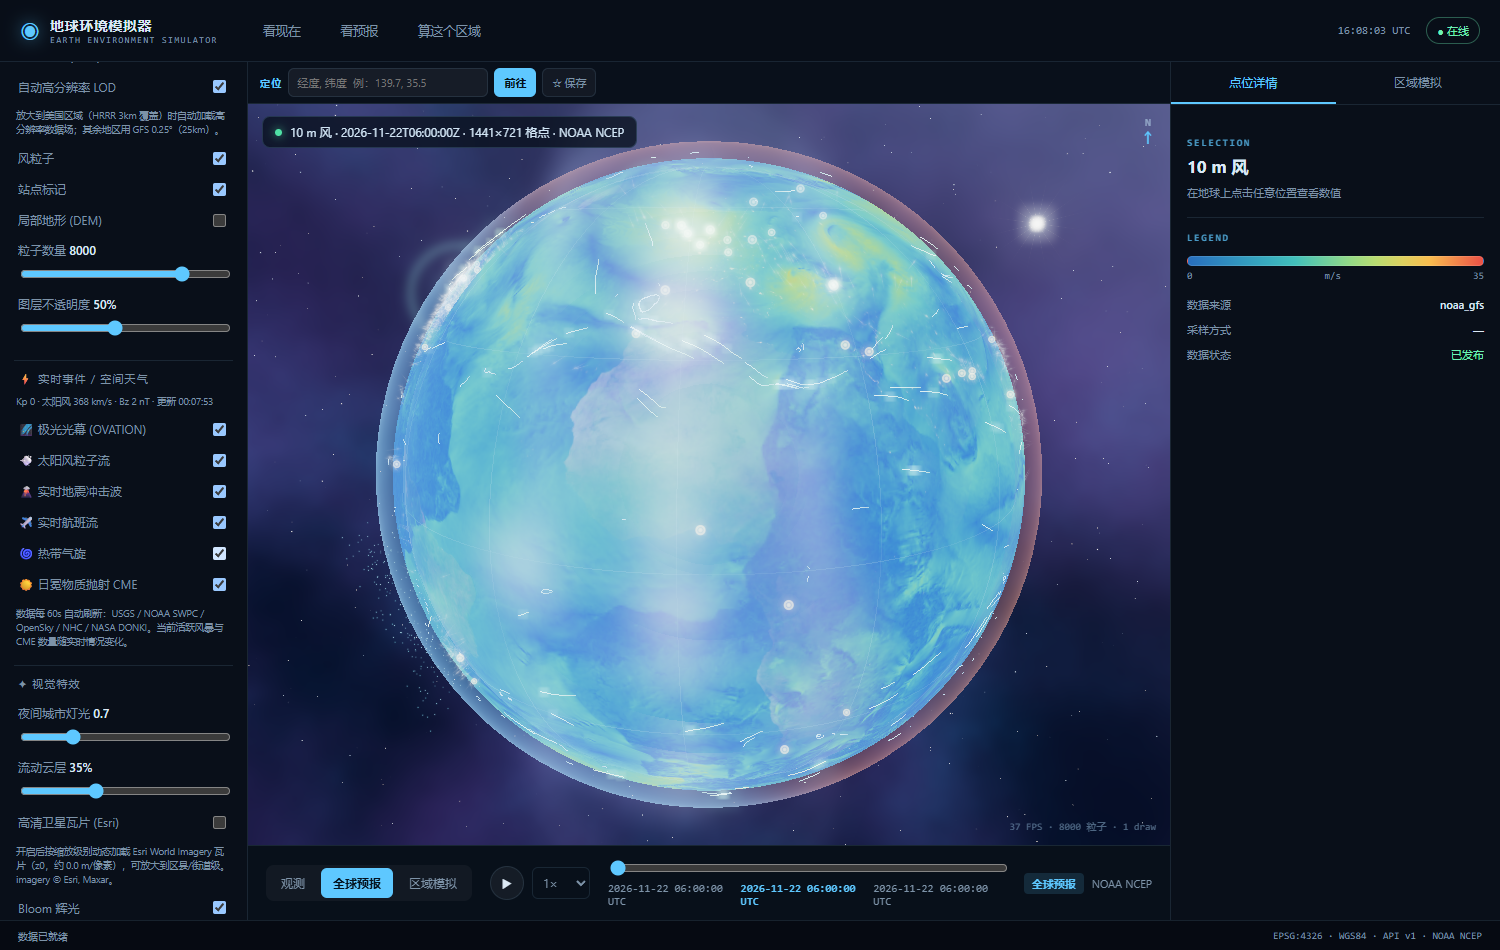 地球环境模拟器
EARTH ENVIRONMENT SIMULATOR
看现在
看预报
算这个区域
16:08:03 UTC
● 在线
自动高分辨率 LOD
放大到美国区域（HRRR 3km 覆盖）时自动加载高
分辨率数据场；其余地区用 GFS 0.25°（25km）。
风粒子
站点标记
局部地形 (DEM)
粒子数量 8000
图层不透明度 50%
实时事件 / 空间天气
Kp 0 · 太阳风 368 km/s · Bz 2 nT · 更新 00:07:53
极光光幕 (OVATION)
太阳风粒子流
实时地震冲击波
实时航班流
热带气旋
日冕物质抛射 CME
数据每 60s 自动刷新：USGS / NOAA SWPC /
OpenSky / NHC / NASA DONKI。当前活跃风暴与
CME 数量随实时情况变化。
✦ 视觉特效
夜间城市灯光 0.7
流动云层 35%
高清卫星瓦片 (Esri)
开启后按缩放级别动态加载 Esri World Imagery 瓦
片（z0，约 0.0 m/像素），可放大到区县/街道级。
imagery © Esri, Maxar。
Bloom 辉光
定位
经度, 纬度 例：139.7, 35.5
前往
☆ 保存
10 m 风 · 2026-11-22T06:00:00Z · 1441×721 格点 · NOAA NCEP
N
37 FPS · 8000 粒子 · 1 draw
观测
全球预报
区域模拟
1×
2026-11-22 06:00:00
UTC
2026-11-22 06:00:00
UTC
2026-11-22 06:00:00
UTC
全球预报
NOAA NCEP
点位详情
区域模拟
SELECTION
10 m 风
在地球上点击任意位置查看数值
LEGEND
0
m/s
35
数据来源
noaa_gfs
采样方式
—
数据状态
已发布
数据已就绪
EPSG:4326 · WGS84 · API v1 · NOAA NCEP